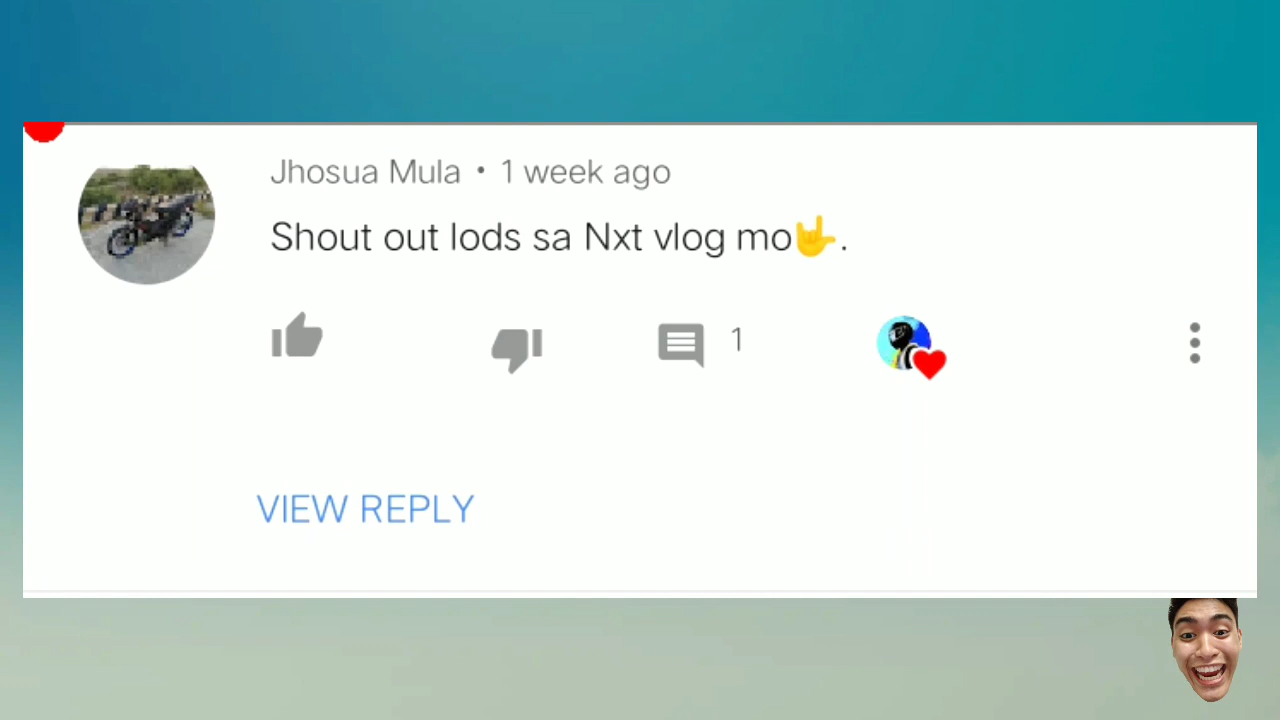 Jhosua Mula • 1 week ago
Shout out lods sa Nxt vlog mo🤟.
1
VIEW REPLY